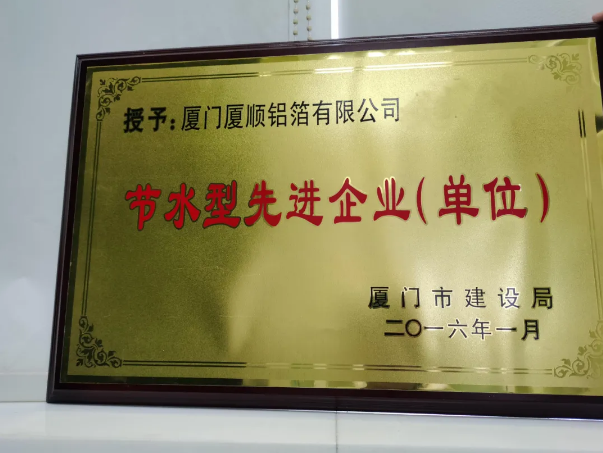 授予：厦门厦顺铝箔有限公司
节水型先进企业（单位）
厦门市建设局
二〇一六年一月